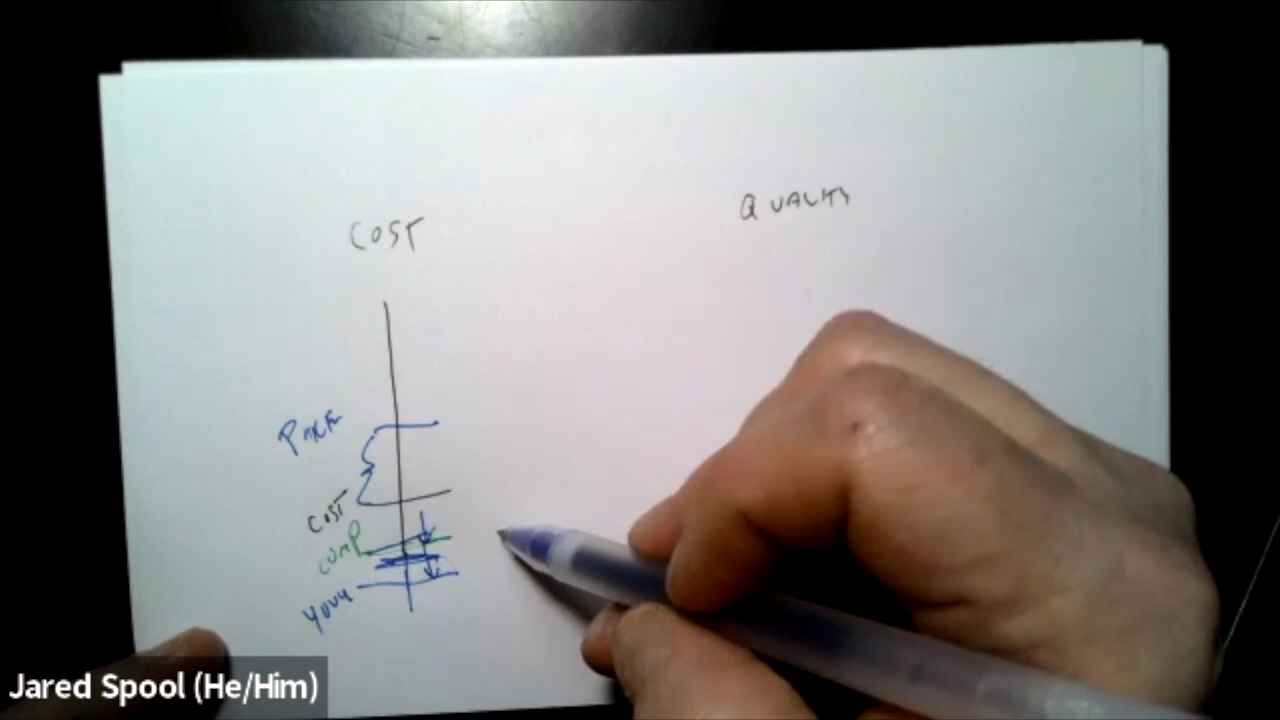 COST
QUALITY
PRICE
COST
COMP
YOUR
Jared Spool (He/Him)